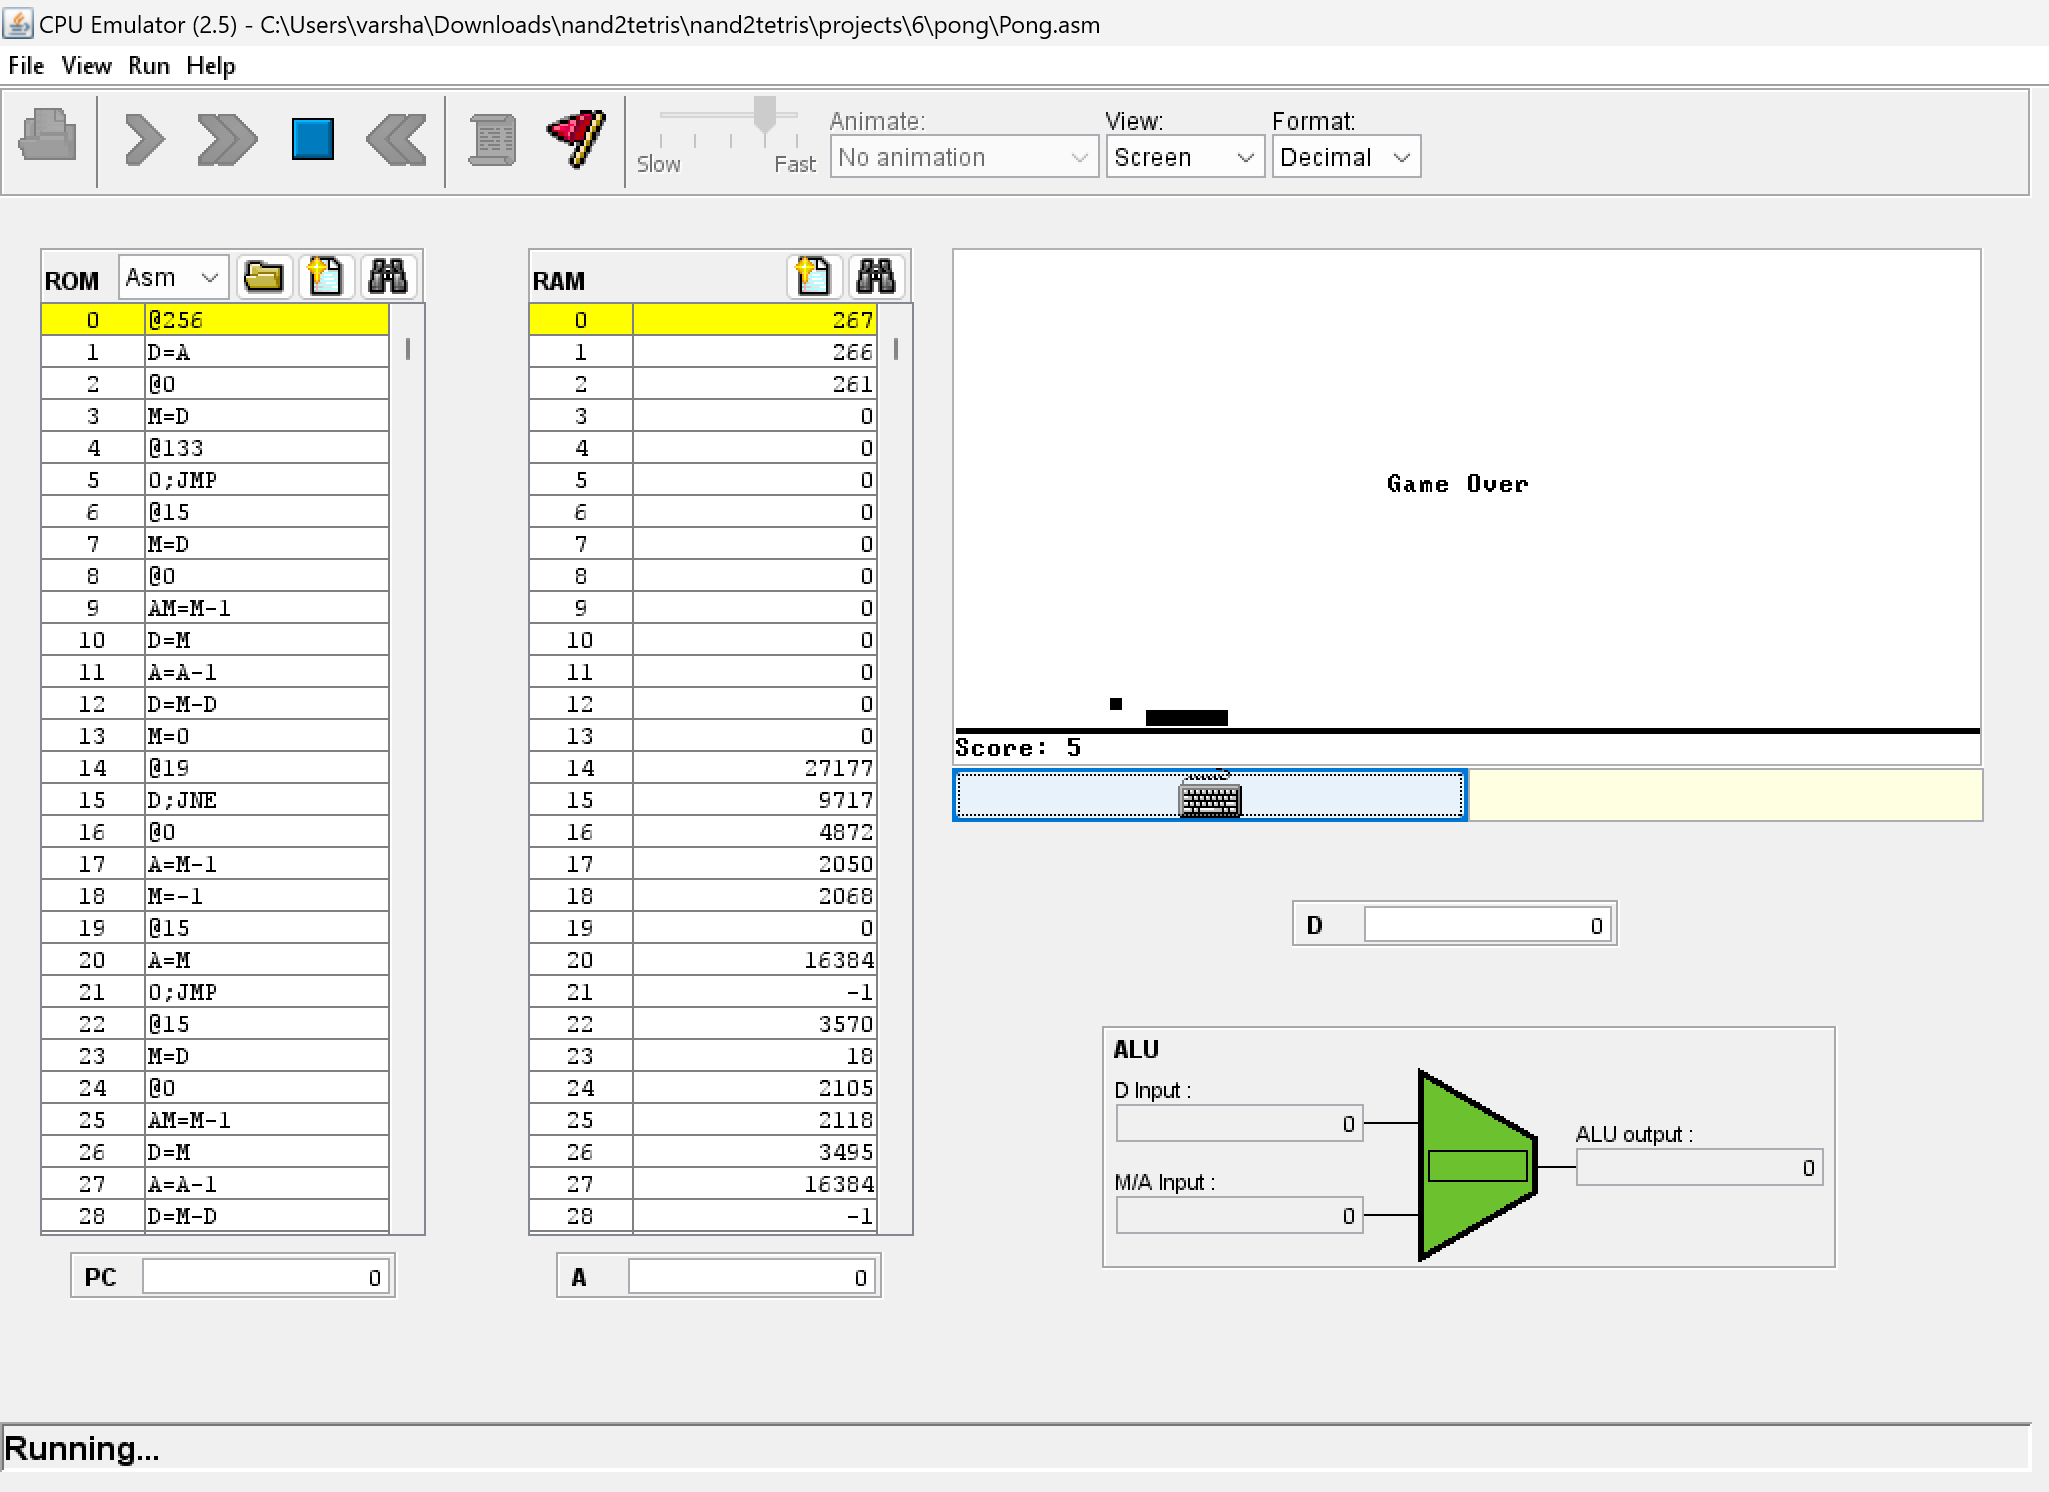 CPU Emulator (2.5) - C:\Users\varsha\Downloads\nand2tetris\nand2tetris\projects\6\pong\Pong.asm
File View Run Help
Slow Fast
Animate:
No animation
View:
Screen
Format:
Decimal
ROM Asm
0 @256
1 D=A
2 @0
3 M=D
4 @133
5 0;JMP
6 @15
7 M=D
8 @0
9 AM=M-1
10 D=M
11 A=A-1
12 D=M-D
13 M=0
14 @19
15 D;JNE
16 @0
17 A=M-1
18 M=-1
19 @15
20 A=M
21 0;JMP
22 @15
23 M=D
24 @0
25 AM=M-1
26 D=M
27 A=A-1
28 D=M-D
PC 0
RAM
0 267
1 266
2 261
3 0
4 0
5 0
6 0
7 0
8 0
9 0
10 0
11 0
12 0
13 0
14 27177
15 9717
16 4872
17 2050
18 2068
19 0
20 16384
21 -1
22 3570
23 18
24 2105
25 2118
26 3495
27 16384
28 -1
A 0
Game Over
Score: 5
D 0
ALU
D Input :
0
M/A Input :
0
ALU output :
0
Running...